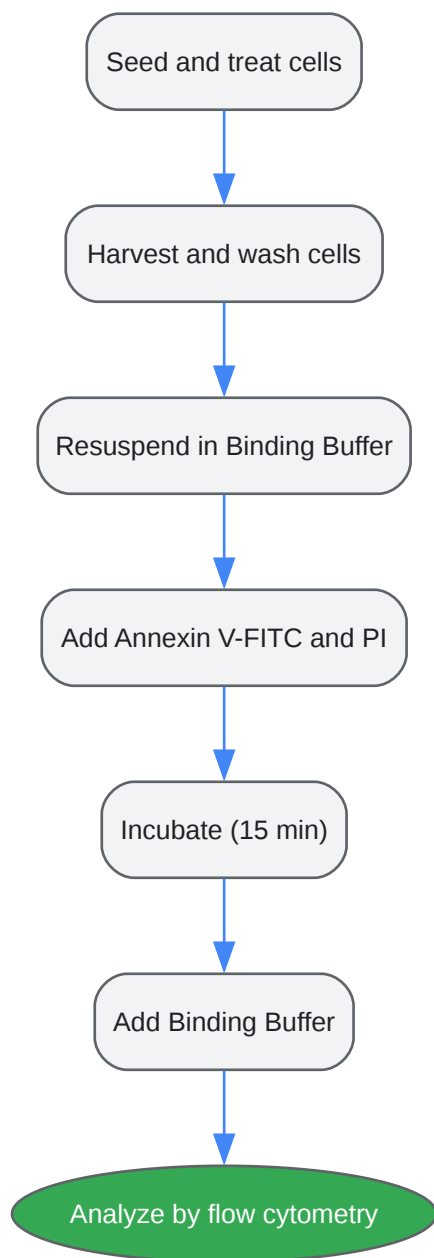 Seed and treat cells
Harvest and wash cells
Resuspend in Binding Buffer
Add Annexin V-FITC and PI
Incubate (15 min)
Add Binding Buffer
Analyze by flow cytometry